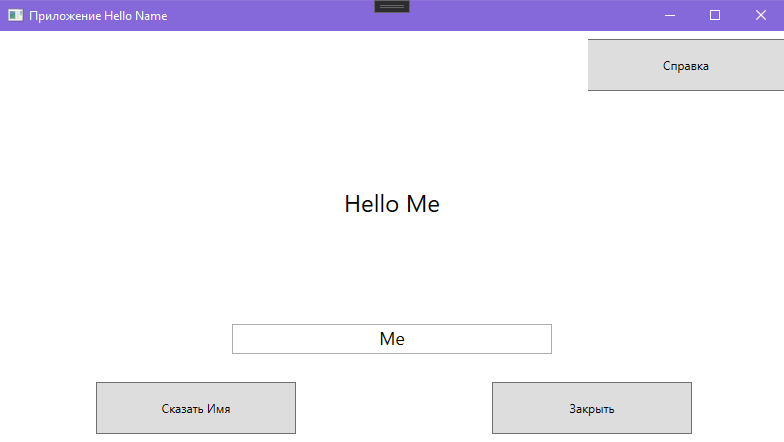 Приложение Hello Name
Справка
Hello Me
Me
Сказать Имя
Закрыть